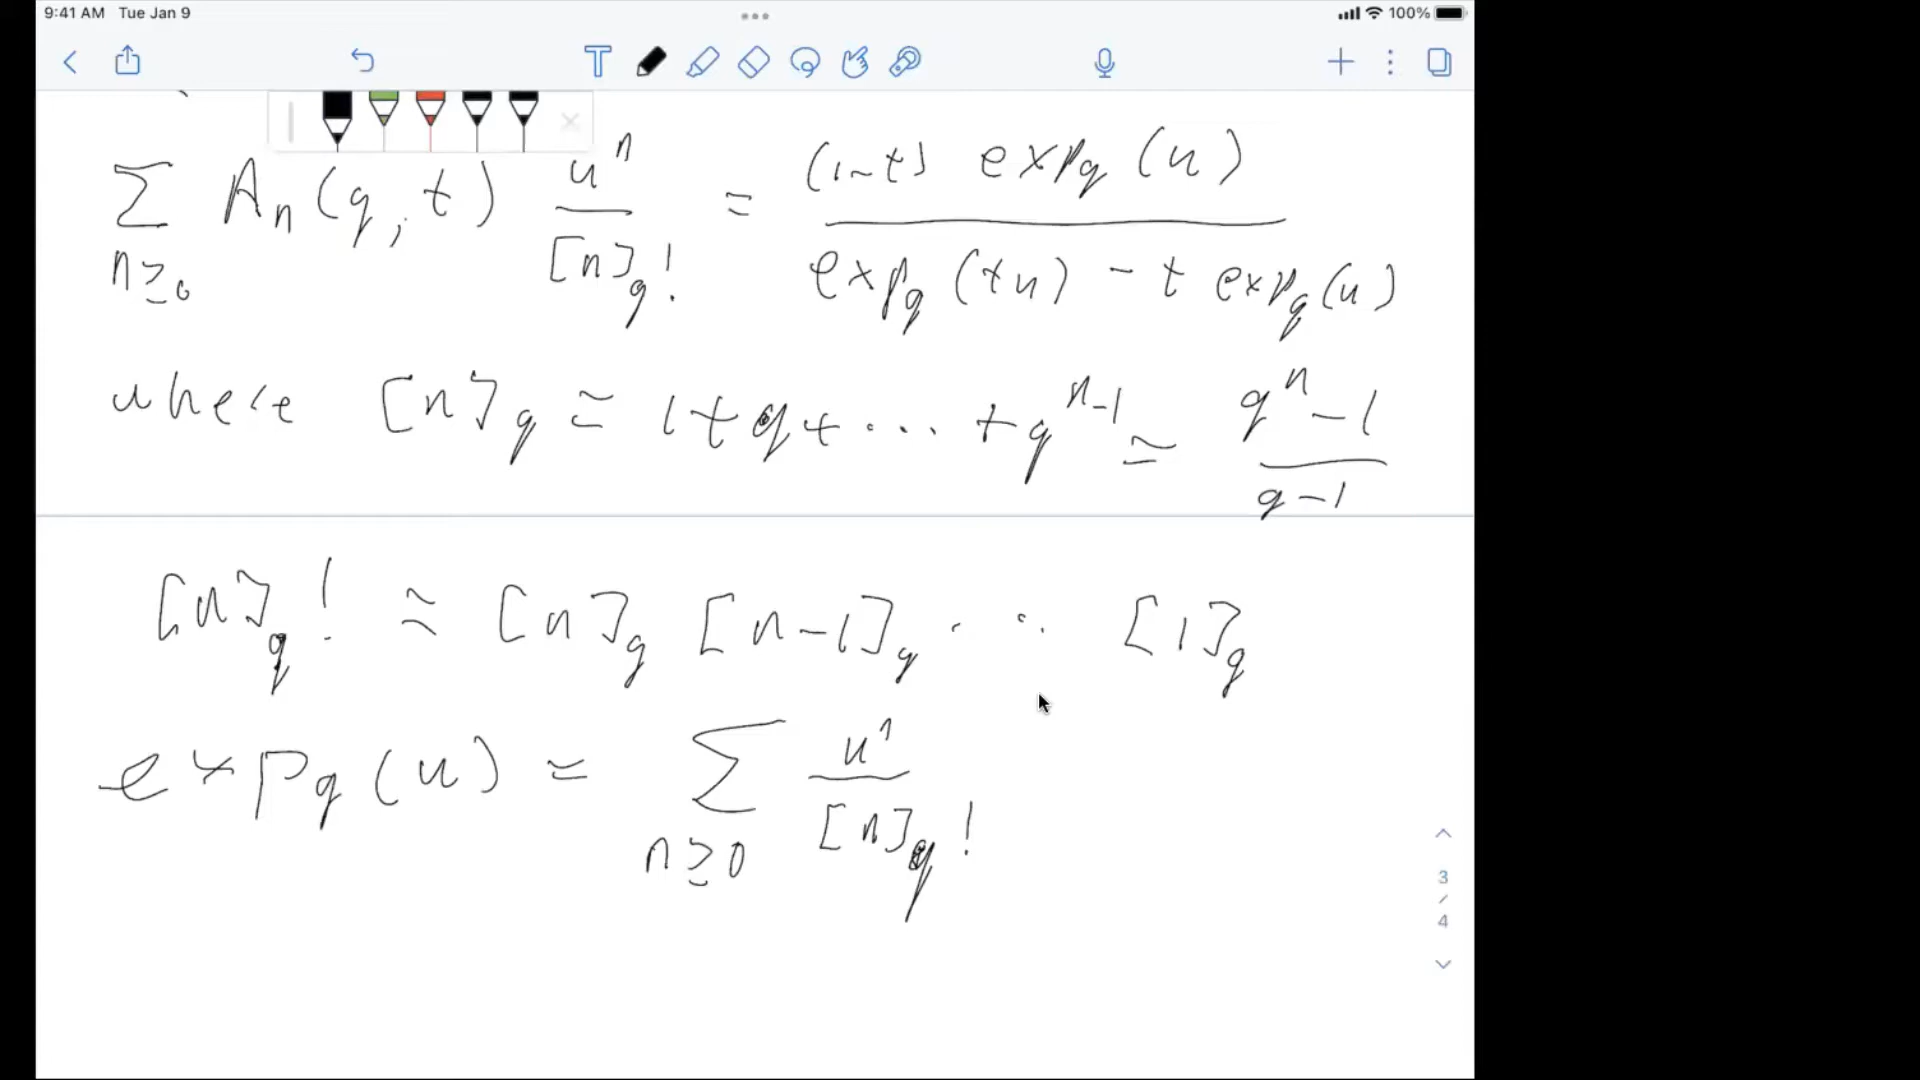 9:41 AM Tue Jan 9 100%
T
∑_{n≥0} A_n(q,t) u^n/[n]_q! = (1-t) exp_q(u) / (exp_q(tu) - t exp_q(u))
where [n]_q = 1+q+...+q^{n-1} = (q^n-1)/(q-1)
[n]_q! = [n]_q [n-1]_q ... [1]_q
exp_q(u) = ∑_{n≥0} u^n/[n]_q!
3
/
4